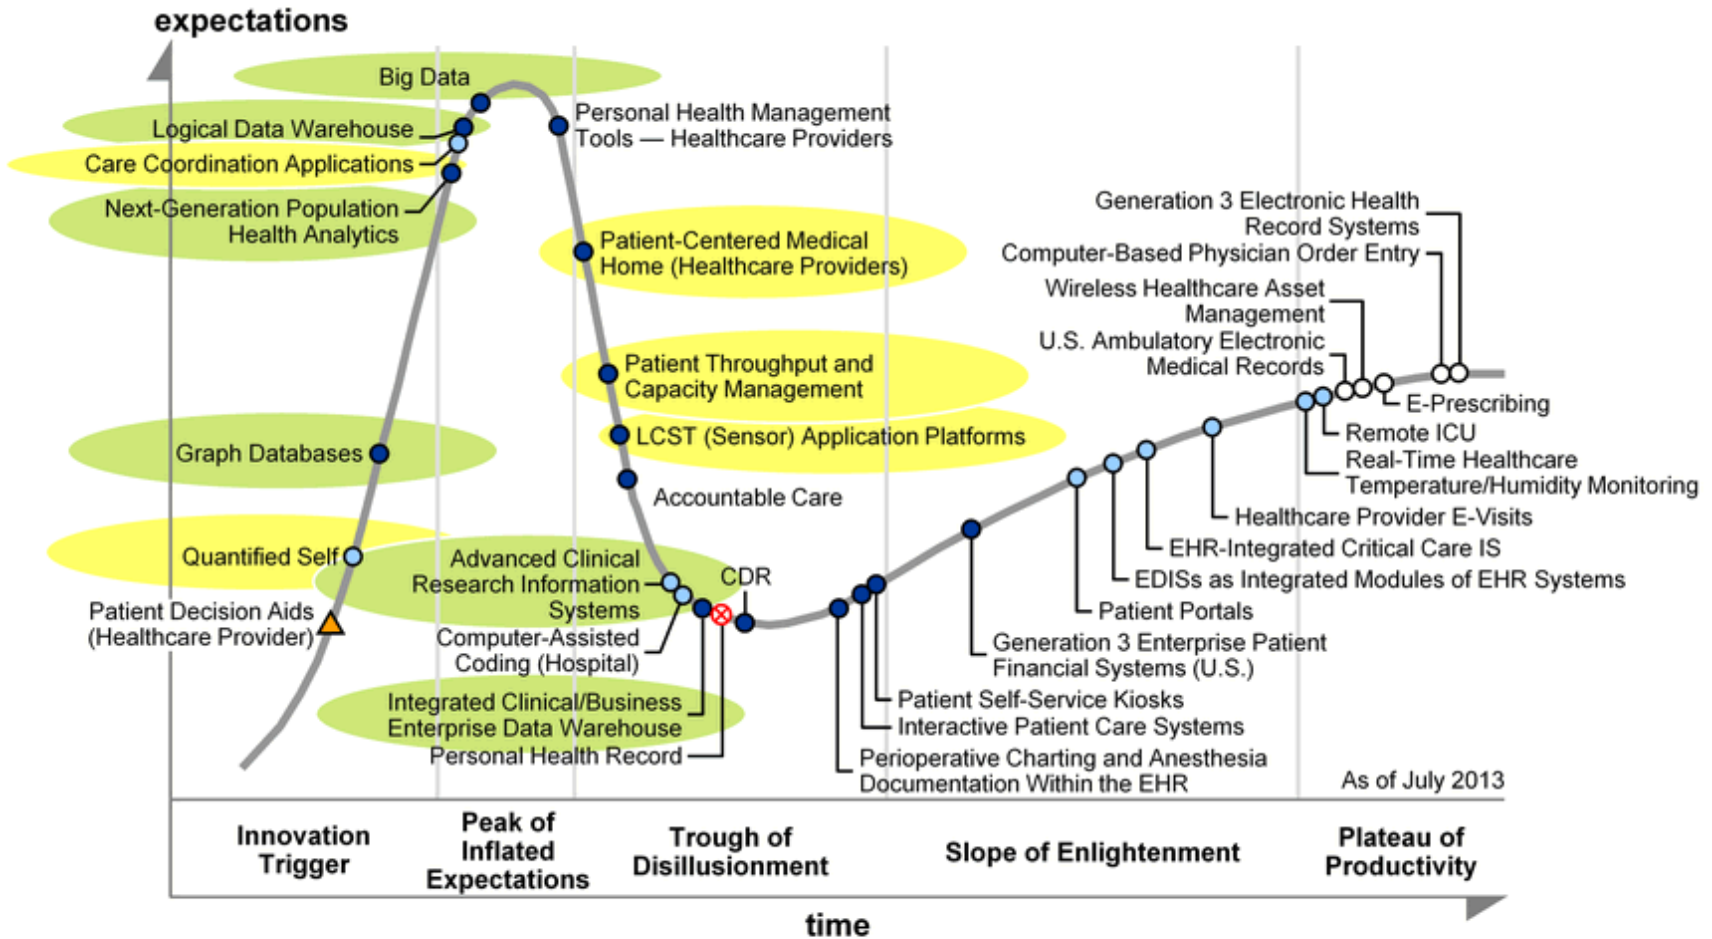 expectations
Big Data
Logical Data Warehouse
Care Coordination Applications
Next-Generation Population
Health Analytics
Graph Databases
Quantified Self
Patient Decision Aids
(Healthcare Provider)
Personal Health Management
Tools — Healthcare Providers
Patient-Centered Medical
Home (Healthcare Providers)
Patient Throughput and
Capacity Management
LCST (Sensor) Application Platforms
Accountable Care
Advanced Clinical
Research Information
Systems
Computer-Assisted
Coding (Hospital)
Integrated Clinical/Business
Enterprise Data Warehouse
Personal Health Record
CDR
Perioperative Charting and Anesthesia
Documentation Within the EHR
Interactive Patient Care Systems
Patient Self-Service Kiosks
Generation 3 Enterprise Patient
Financial Systems (U.S.)
Patient Portals
EDISs as Integrated Modules of EHR Systems
EHR-Integrated Critical Care IS
Healthcare Provider E-Visits
Real-Time Healthcare
Temperature/Humidity Monitoring
Remote ICU
E-Prescribing
U.S. Ambulatory Electronic
Medical Records
Wireless Healthcare Asset
Management
Computer-Based Physician Order Entry
Generation 3 Electronic Health
Record Systems
As of July 2013
Innovation
Trigger
Peak of
Inflated
Expectations
Trough of
Disillusionment
Slope of Enlightenment
Plateau of
Productivity
time